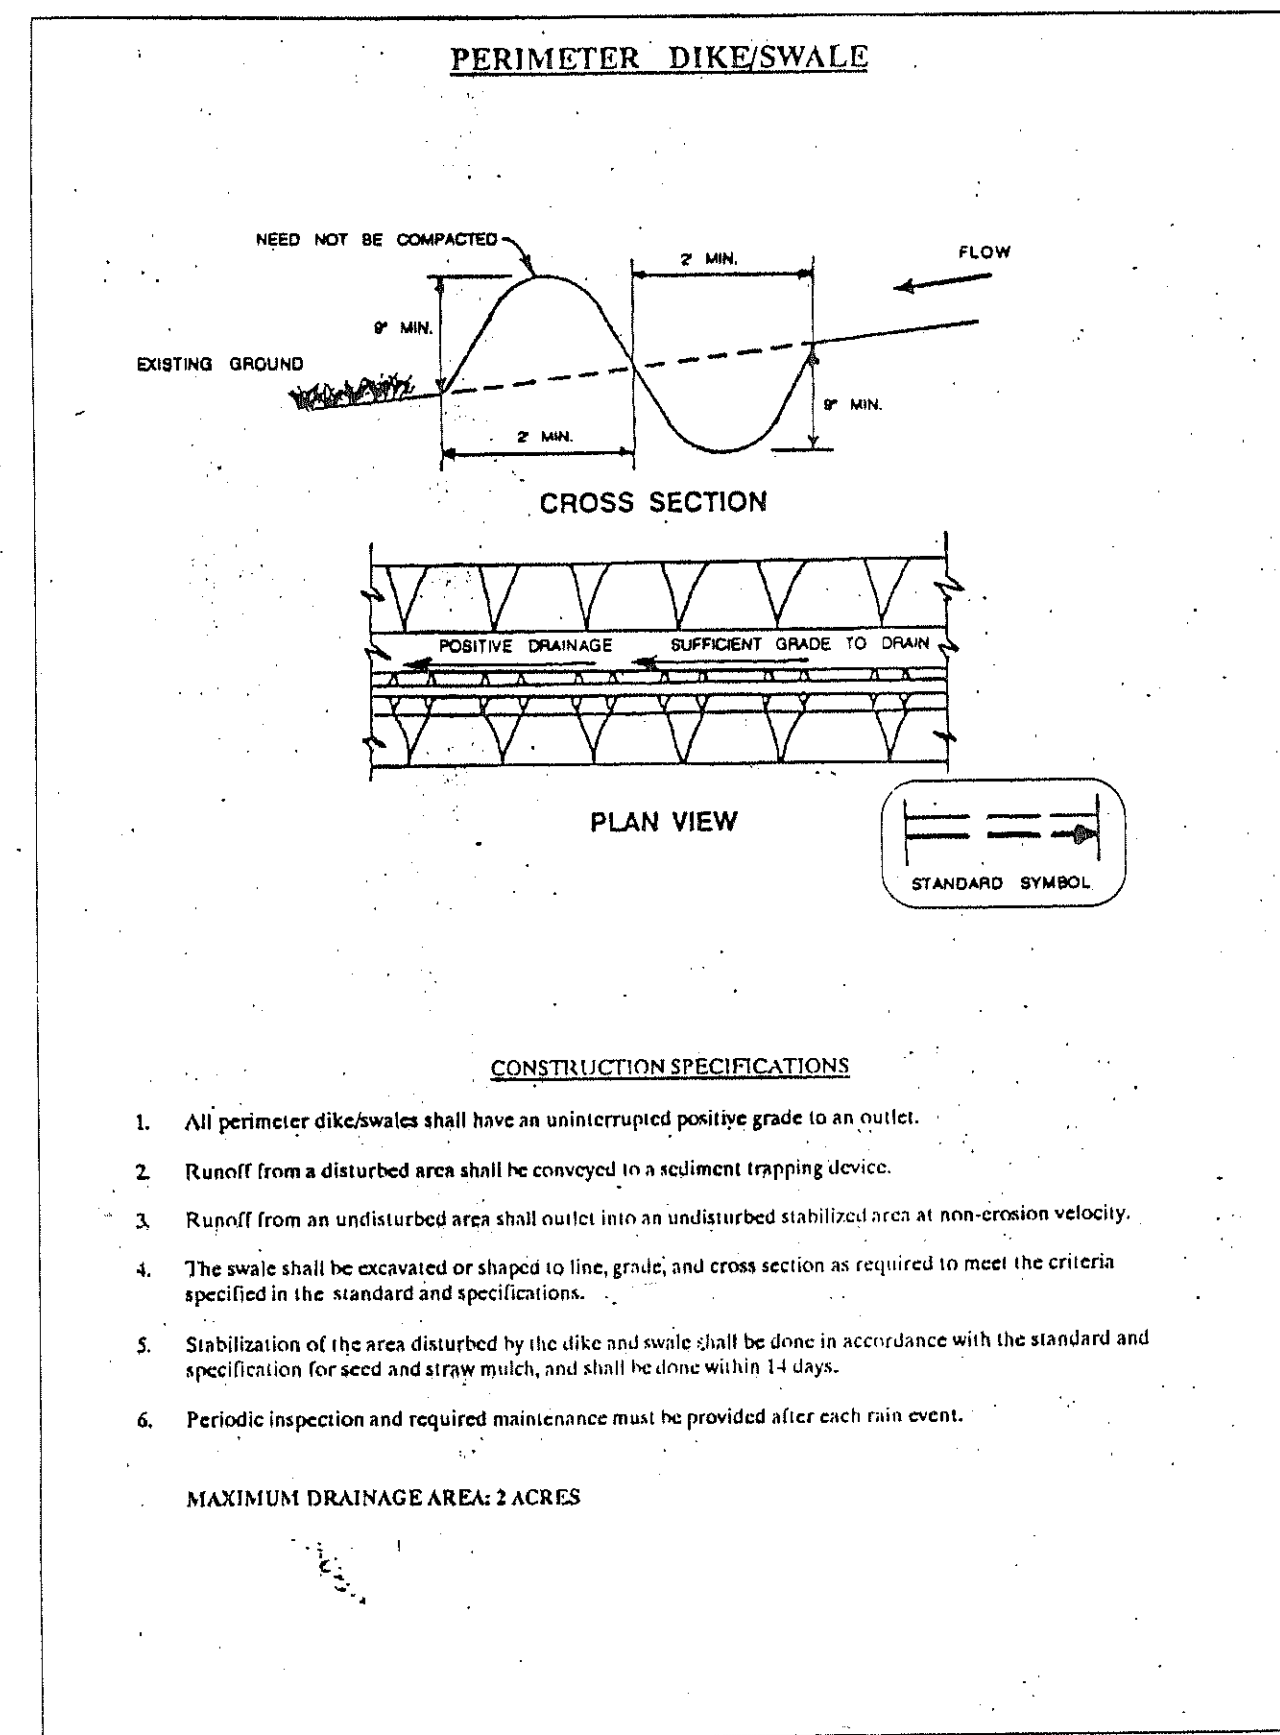 PERIMETER DIKE/SWALE
NEED NOT BE COMPACTED
2' MIN.
FLOW
9" MIN.
EXISTING GROUND
9" MIN.
2' MIN.
CROSS SECTION
POSITIVE DRAINAGE SUFFICIENT GRADE TO DRAIN
PLAN VIEW
STANDARD SYMBOL
CONSTRUCTION SPECIFICATIONS
1. All perimeter dike/swales shall have an uninterrupted positive grade to an outlet.
2. Runoff from a disturbed area shall be conveyed to a sediment trapping device.
3. Runoff from an undisturbed area shall outlet into an undisturbed stabilized area at non-erosion velocity.
4. The swale shall be excavated or shaped to line, grade, and cross section as required to meet the criteria
specified in the standard and specifications.
5. Stabilization of the area disturbed by the dike and swale shall be done in accordance with the standard and
specification for seed and straw mulch, and shall be done within 14 days.
6. Periodic inspection and required maintenance must be provided after each rain event.
MAXIMUM DRAINAGE AREA: 2 ACRES